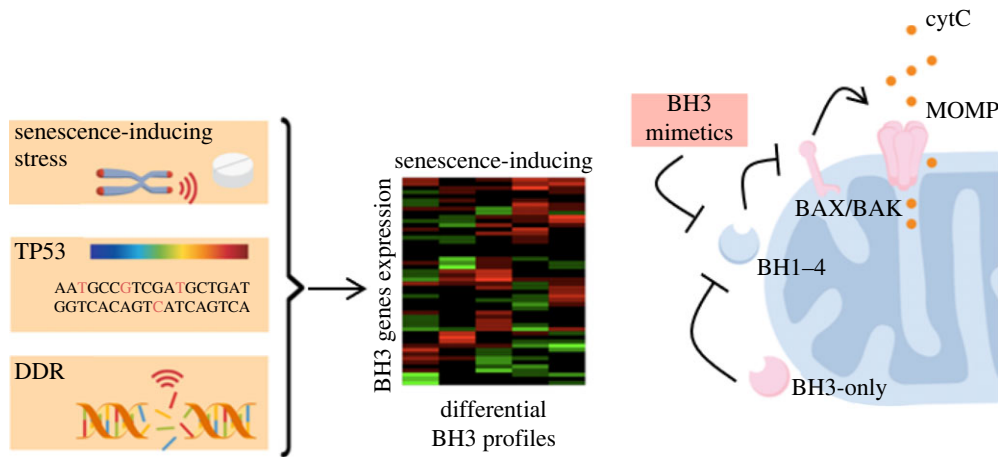 senescence-inducing
stress
TP53
AATGCCGTCGATGCTGAT
GGTCACAGTCATCAGTCA
DDR
senescence-inducing
BH3 genes expression
differential
BH3 profiles
BH3
mimetics
cytC
MOMP
BAX/BAK
BH1–4
BH3-only